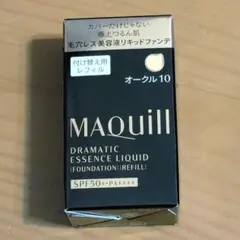 カバーだけじゃない
極上つるん肌
毛穴レス美容液リキッドファンデ
付け替え用
レフィル
オークル10
MAQuill
DRAMATIC
ESSENCE LIQUID
(FOUNDATION)(REFILL)
SPF50+・PA++++